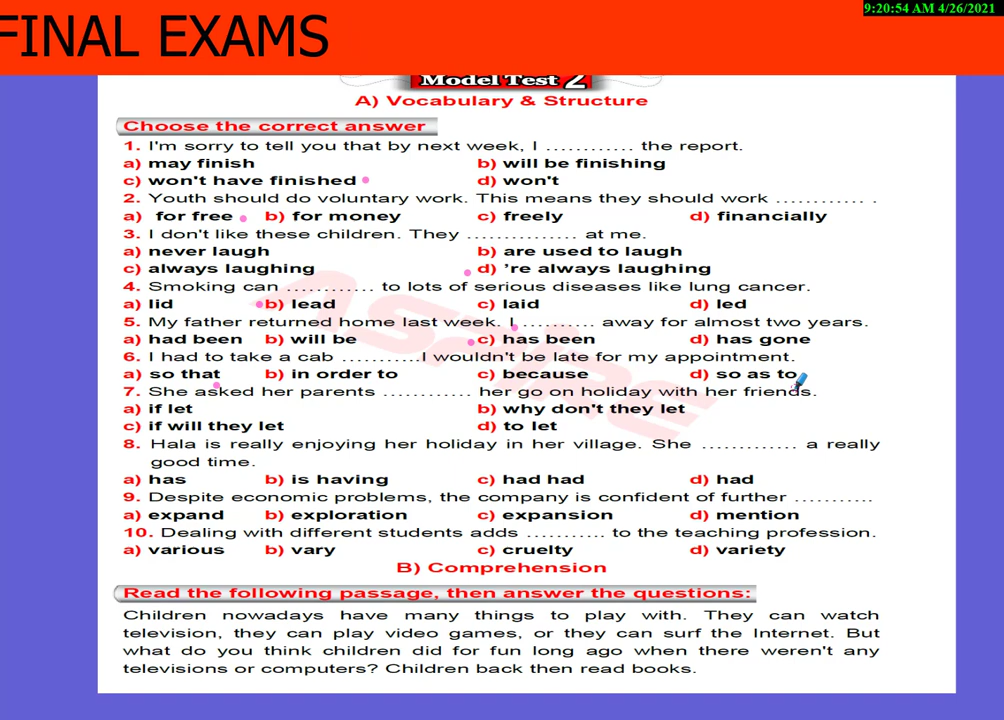 9:20:54 AM 4/26/2021
FINAL EXAMS
Model Test 2
A) Vocabulary & Structure
Choose the correct answer
1. I'm sorry to tell you that by next week, I ............ the report.
a) may finish b) will be finishing
c) won't have finished d) won't
2. Youth should do voluntary work. This means they should work ............ .
a) for free b) for money c) freely d) financially
3. I don't like these children. They ............... at me.
a) never laugh b) are used to laugh
c) always laughing d) ’re always laughing
4. Smoking can ............ to lots of serious diseases like lung cancer.
a) lid b) lead c) laid d) led
5. My father returned home last week. I .......... away for almost two years.
a) had been b) will be c) has been d) has gone
6. I had to take a cab ...........I wouldn't be late for my appointment.
a) so that b) in order to c) because d) so as to
7. She asked her parents ............ her go on holiday with her friends.
a) if let b) why don't they let
c) if will they let d) to let
8. Hala is really enjoying her holiday in her village. She ............. a really
good time.
a) has b) is having c) had had d) had
9. Despite economic problems, the company is confident of further ...........
a) expand b) exploration c) expansion d) mention
10. Dealing with different students adds ........... to the teaching profession.
a) various b) vary c) cruelty d) variety
B) Comprehension
Read the following passage, then answer the questions:
Children nowadays have many things to play with. They can watch
television, they can play video games, or they can surf the Internet. But
what do you think children did for fun long ago when there weren't any
televisions or computers? Children back then read books.
ASPIRE